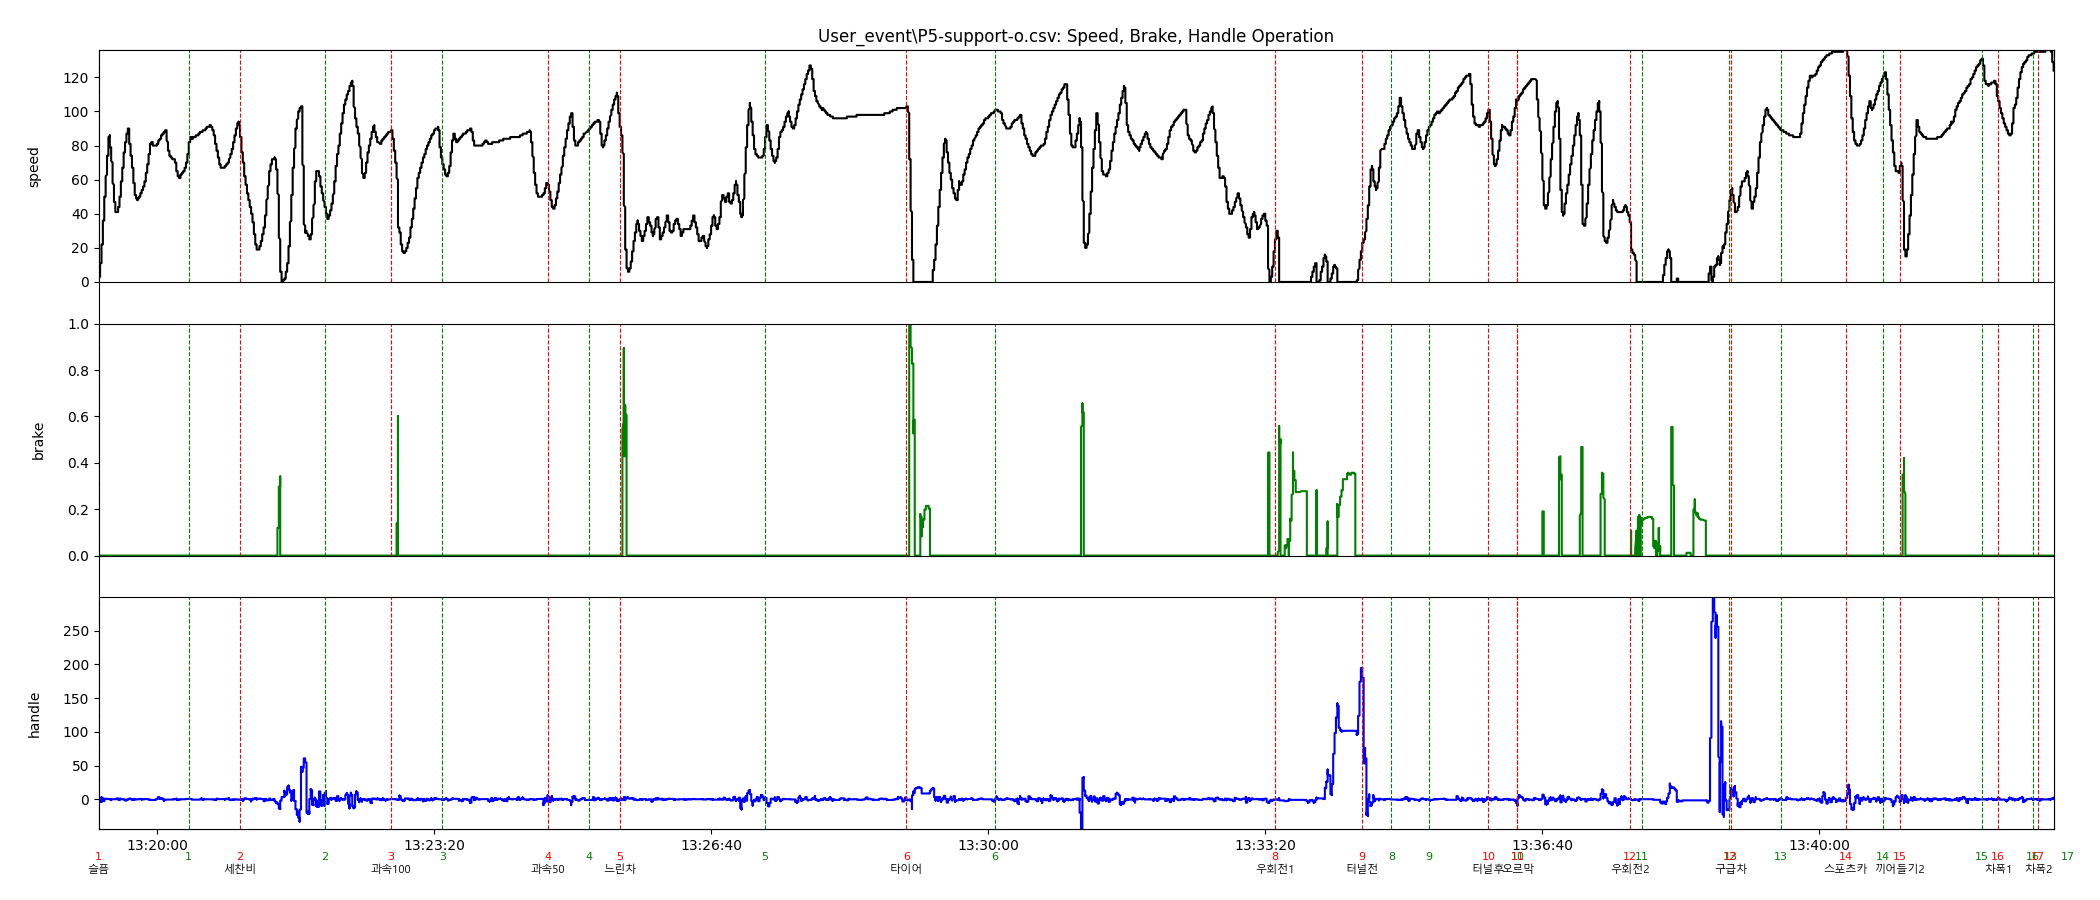 User_event\P5-support-o.csv: Speed, Brake, Handle Operation
speed
120
100
80
60
40
20
0
brake
1.0
0.8
0.6
0.4
0.2
0.0
handle
250
200
150
100
50
0
13:20:00 13:23:20 13:26:40 13:30:00 13:33:20 13:36:40 13:40:00
1 1 2 2 3 3 4 4 5 5 6 6 8 9 8 9 10 10 11 12 11 12 13 13 14 14 15 15 16 16 17 17
슬픔 세찬비 과속100 과속50 느린차 타이어 우회전1 터널전 터널후 오르막 우회전2 구급차 스포츠카 끼어들기2 차폭1 차폭2